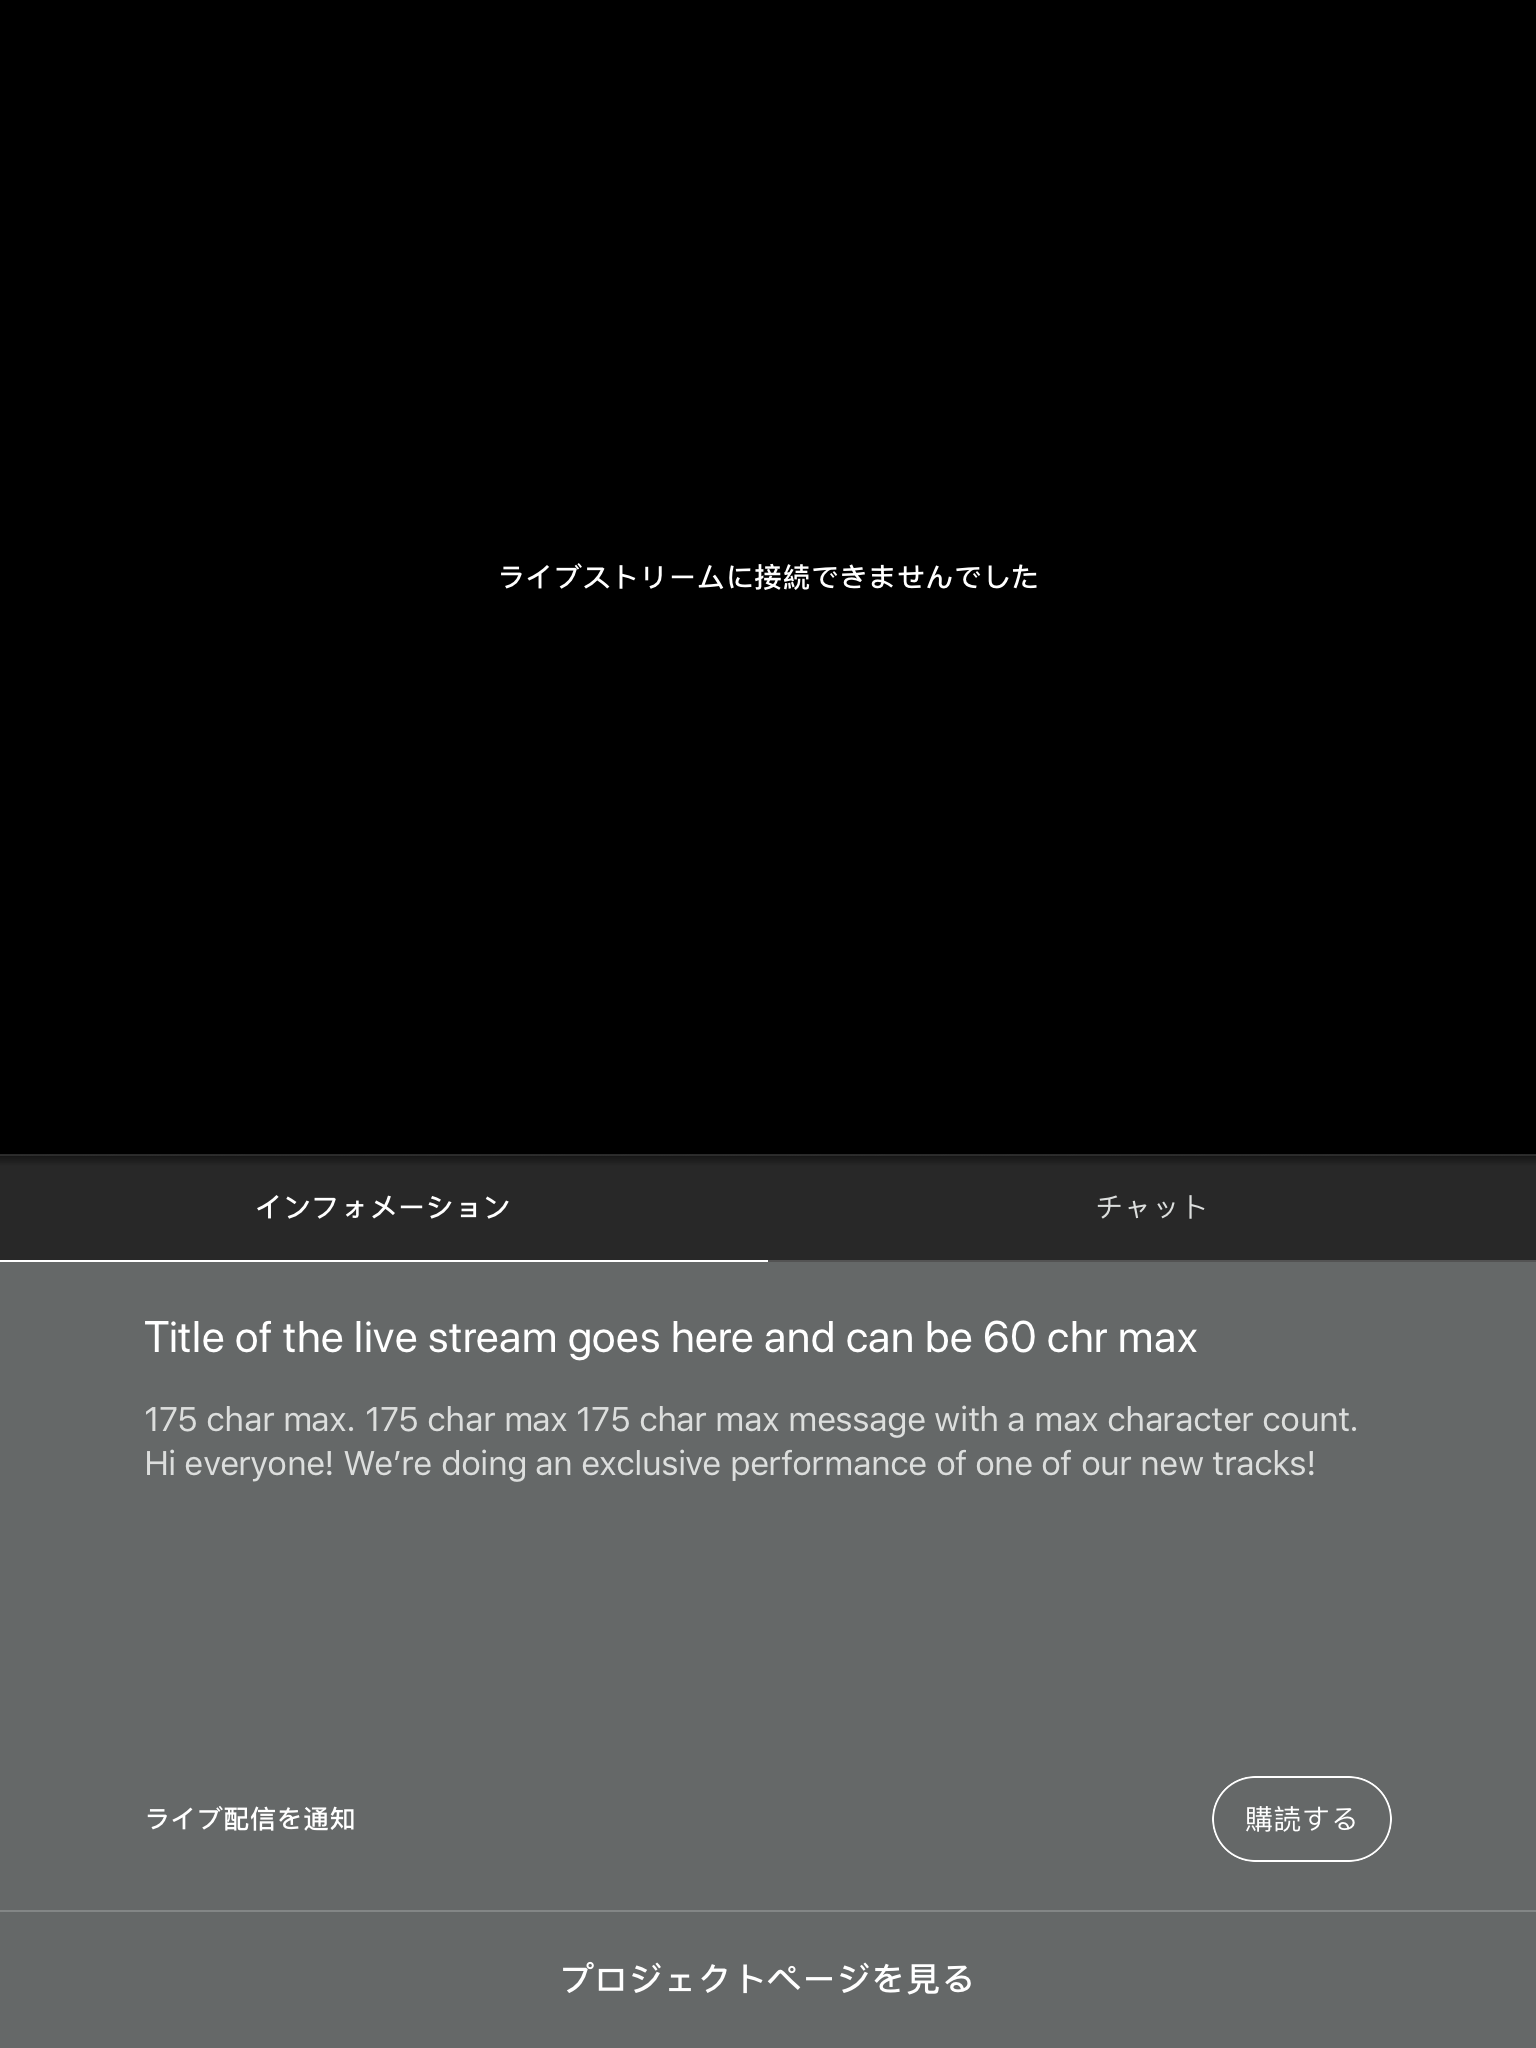 ライブストリームに接続できませんでした
インフォメーション
チャット
Title of the live stream goes here and can be 60 chr max
175 char max. 175 char max 175 char max message with a max character count.
Hi everyone! We’re doing an exclusive performance of one of our new tracks!
ライブ配信を通知
購読する
プロジェクトページを見る